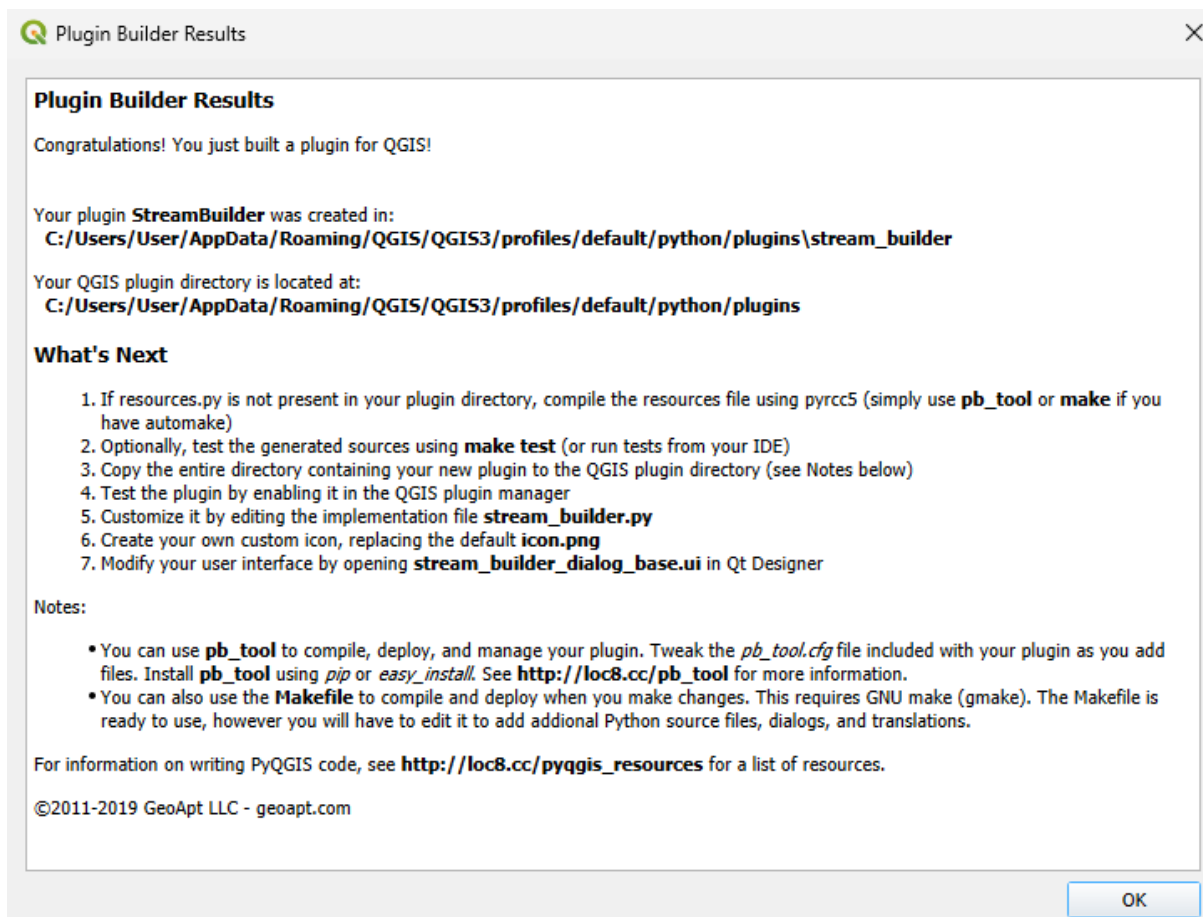 Plugin Builder Results
Plugin Builder Results
Congratulations! You just built a plugin for QGIS!
Your plugin StreamBuilder was created in:
C:/Users/User/AppData/Roaming/QGIS/QGIS3/profiles/default/python/plugins\stream_builder
Your QGIS plugin directory is located at:
C:/Users/User/AppData/Roaming/QGIS/QGIS3/profiles/default/python/plugins
What's Next
1. If resources.py is not present in your plugin directory, compile the resources file using pyrcc5 (simply use pb_tool or make if you
have automake)
2. Optionally, test the generated sources using make test (or run tests from your IDE)
3. Copy the entire directory containing your new plugin to the QGIS plugin directory (see Notes below)
4. Test the plugin by enabling it in the QGIS plugin manager
5. Customize it by editing the implementation file stream_builder.py
6. Create your own custom icon, replacing the default icon.png
7. Modify your user interface by opening stream_builder_dialog_base.ui in Qt Designer
Notes:
• You can use pb_tool to compile, deploy, and manage your plugin. Tweak the pb_tool.cfg file included with your plugin as you add
files. Install pb_tool using pip or easy_install. See http://loc8.cc/pb_tool for more information.
• You can also use the Makefile to compile and deploy when you make changes. This requires GNU make (gmake). The Makefile is
ready to use, however you will have to edit it to add addional Python source files, dialogs, and translations.
For information on writing PyQGIS code, see http://loc8.cc/pyqgis_resources for a list of resources.
©2011-2019 GeoApt LLC - geoapt.com
OK